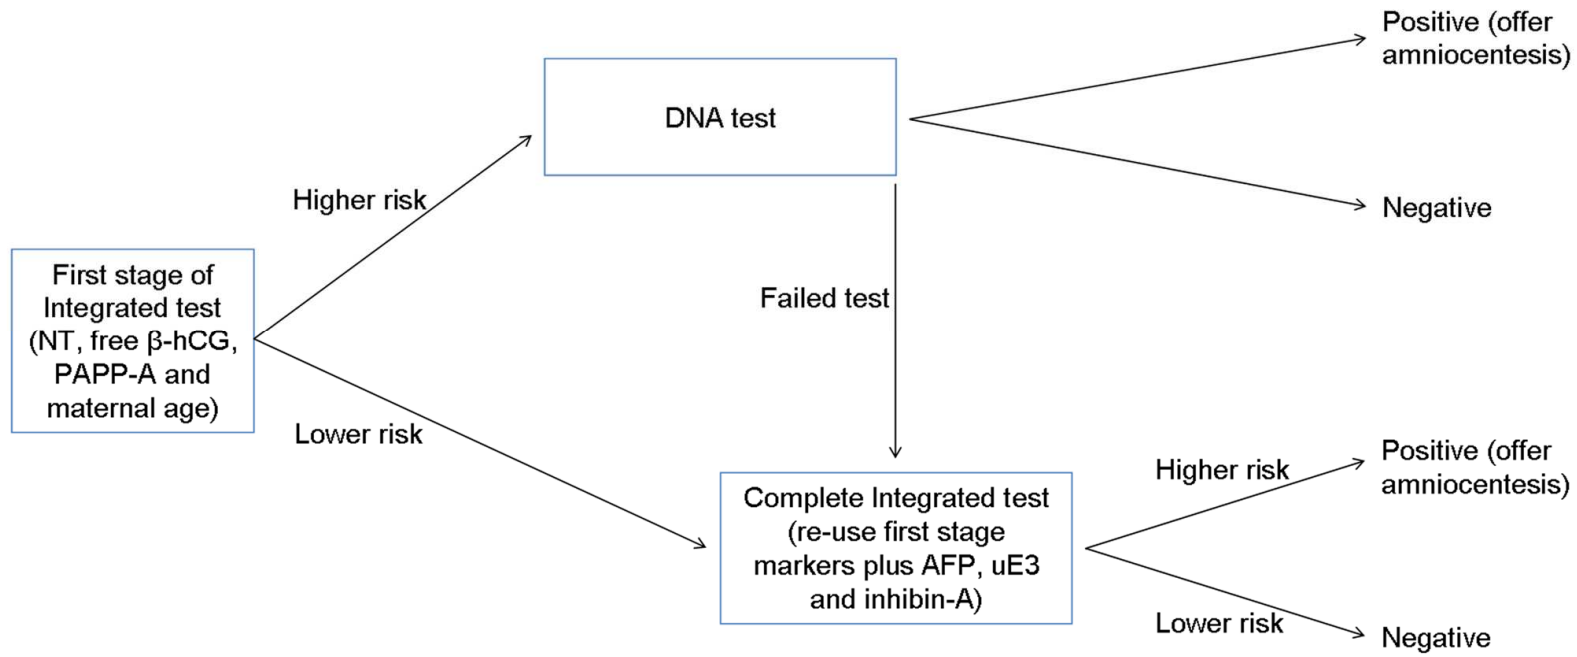 Positive (offer
amniocentesis)
DNA test
Higher risk
Negative
First stage of
Integrated test
(NT, free β-hCG,
PAPP-A and
maternal age)
Failed test
Lower risk
Complete Integrated test
(re-use first stage
markers plus AFP, uE3
and inhibin-A)
Higher risk
Positive (offer
amniocentesis)
Lower risk
Negative